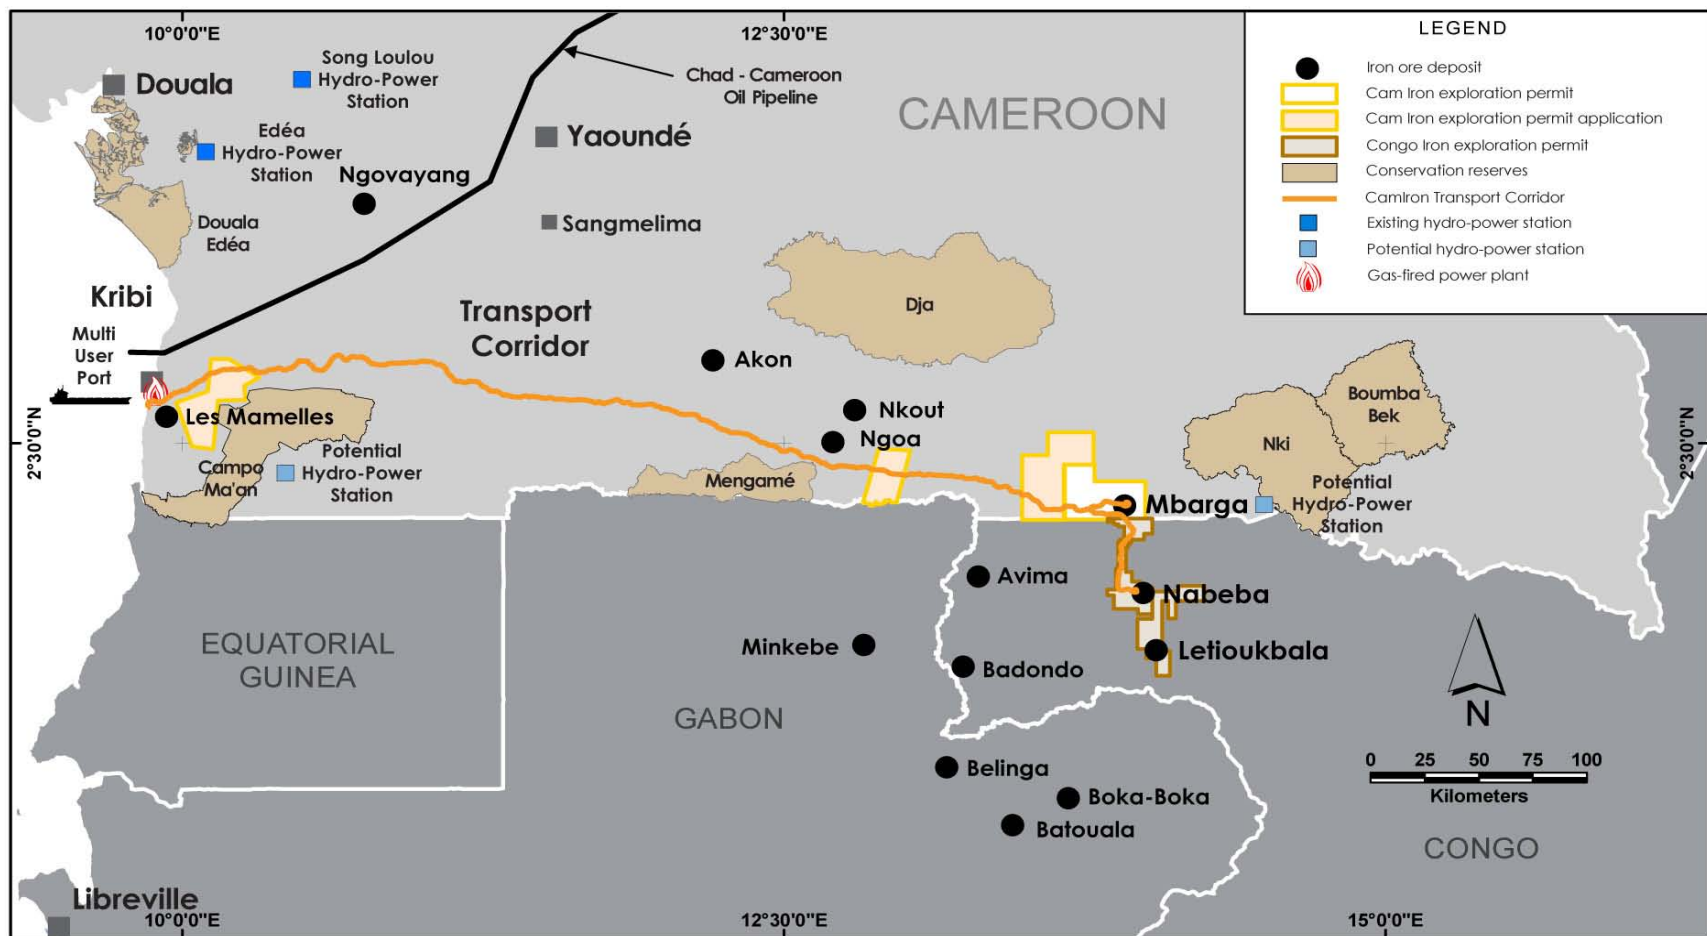 10°0'0"E
12°30'0"E
LEGEND
Iron ore deposit
Cam Iron exploration permit
Cam Iron exploration permit application
Congo Iron exploration permit
Conservation reserves
CamIron Transport Corridor
Existing hydro-power station
Potential hydro-power station
Gas-fired power plant
Song Loulou
Hydro-Power
Station
Douala
Chad - Cameroon
Oil Pipeline
CAMEROON
Edéa
Hydro-Power
Station
Yaoundé
Ngovayang
Douala
Edéa
Sangmelima
Kribi
Multi
User
Port
Transport
Corridor
Dja
Akon
Les Mamelles
Nkout
Ngoa
Boumba
Bek
Nki
2°30'0"N
2°30'0"N
Campo
Ma'an
Potential
Hydro-Power
Station
Mengamé
Mbarga
Potential
Hydro-Power
Station
Avima
Nabeba
EQUATORIAL
GUINEA
Minkebe
Badondo
Letioukbala
GABON
N
Belinga
Boka-Boka
Batouala
0 25 50 75 100
Kilometers
CONGO
Libreville
10°0'0"E
12°30'0"E
15°0'0"E